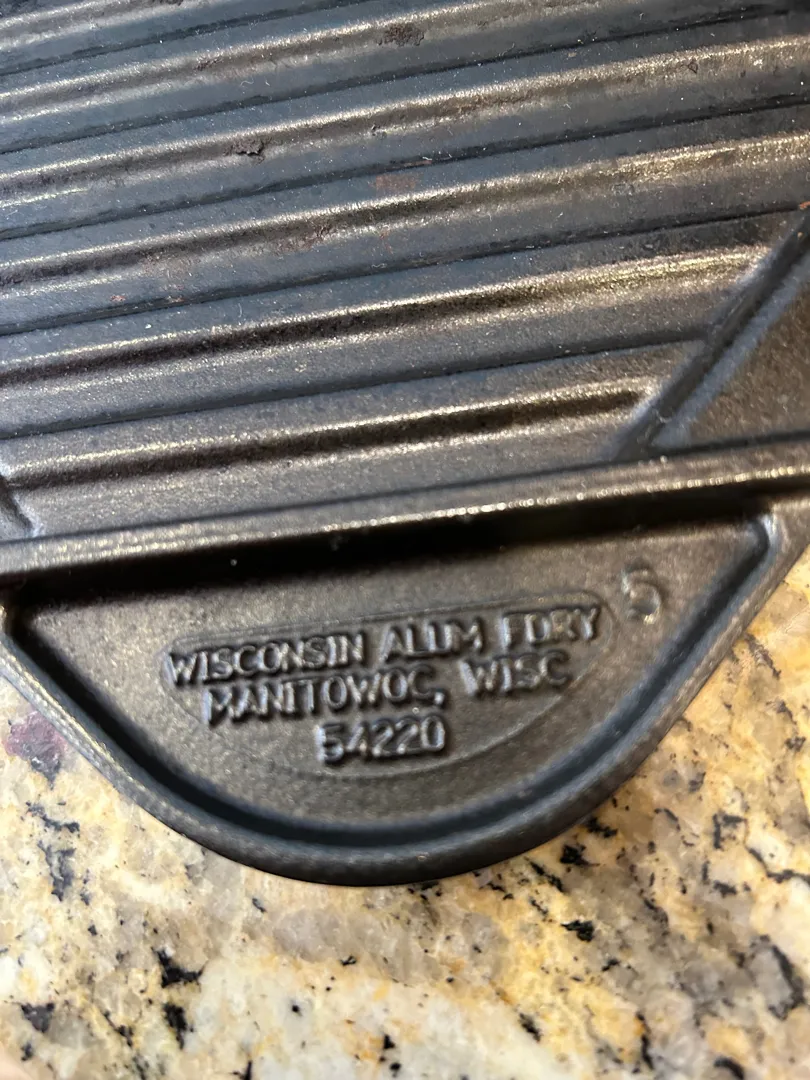 WISCONSIN ALUM FDRY
MANITOWOC, WISC
54220
5